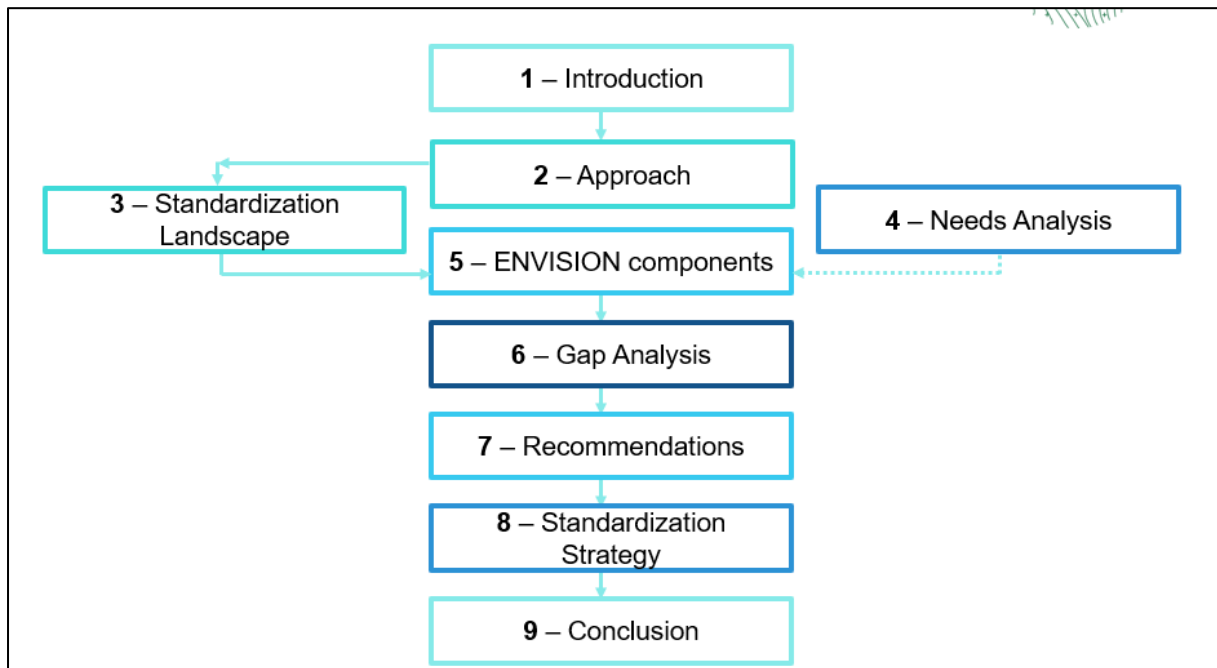 1 – Introduction
2 – Approach
3 – Standardization
Landscape
4 – Needs Analysis
5 – ENVISION components
6 – Gap Analysis
7 – Recommendations
8 – Standardization
Strategy
9 – Conclusion